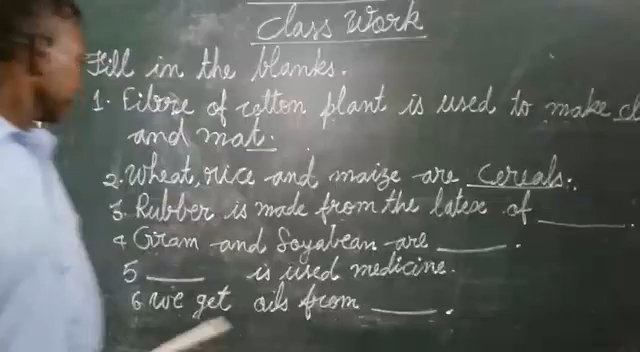 Class Work
Fill in the blanks.
1. Fibore of cotton plant is used to make cl
and mat.
2. Wheat, rice and maize are cereals.
3 Rubber is made from the latex of ______.
4 Gram and Soyabean are ______.
5 ______ is used medicine.
6 we get oils from ______.